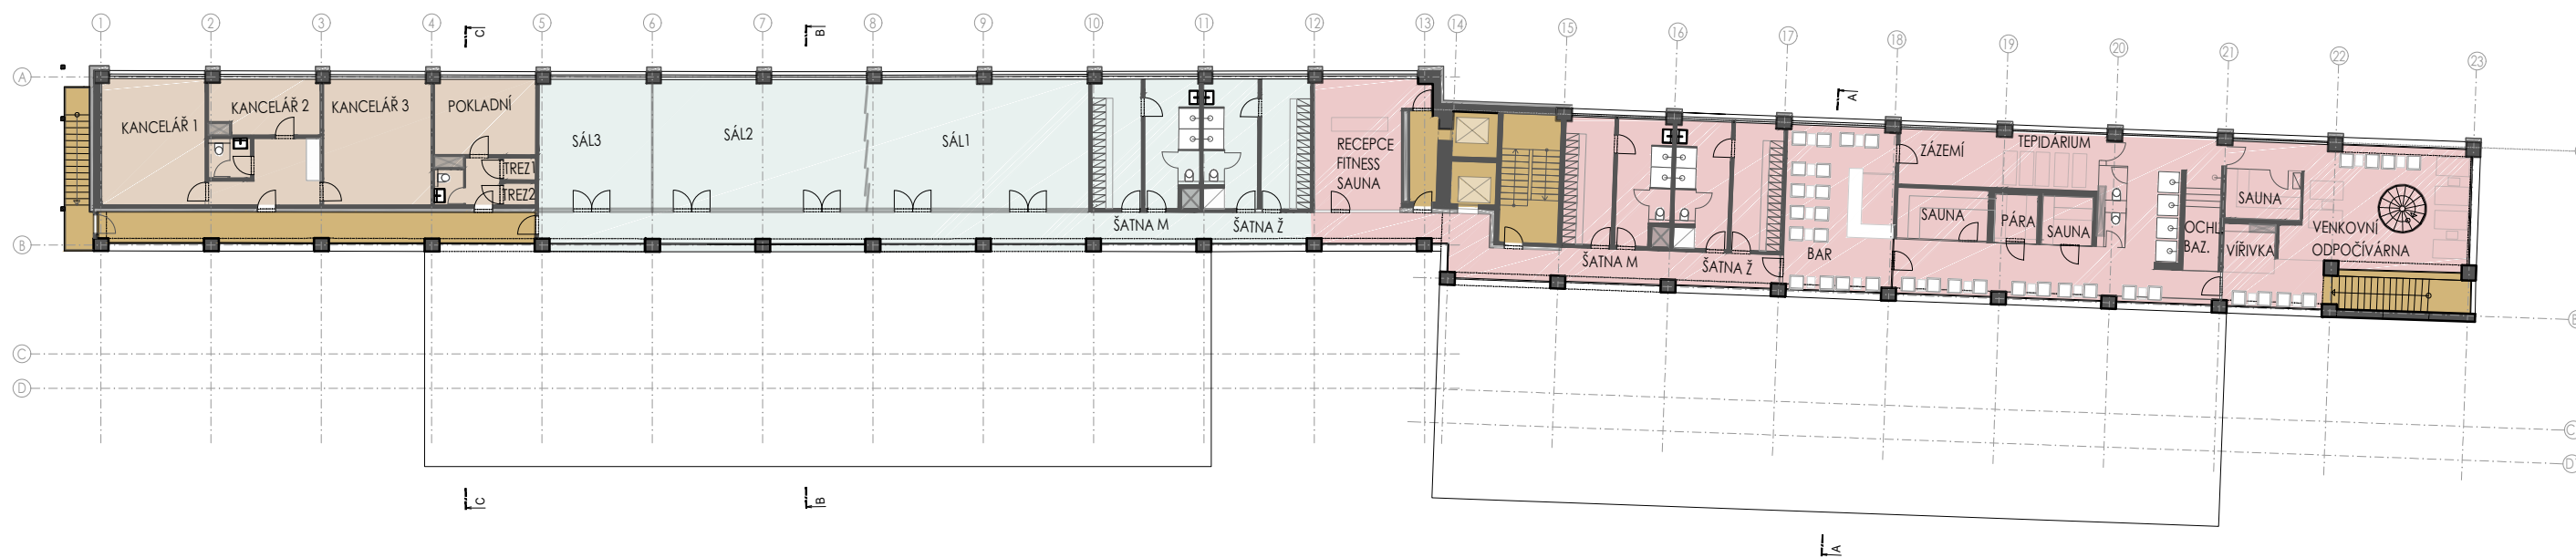 1 2 3 4 5 6 7 8 9 10 11 12 13 14 15 16 17 18 19 20 21 22 23
C B A
A
KANCELÁŘ 1
KANCELÁŘ 2
KANCELÁŘ 3
POKLADNÍ
TREZ1
TREZ2
SÁL3
SÁL2
SÁL1
ŠATNA M
ŠATNA Ž
RECEPCE
FITNESS
SAUNA
ŠATNA M
ŠATNA Ž
BAR
ZÁZEMÍ
TEPIDÁRIUM
SAUNA
PÁRA
SAUNA
OCHL.
BAZ.
SAUNA
VÍŘIVKA
VENKOVNÍ
ODPOČÍVÁRNA
B
C
D
C
D
C B A